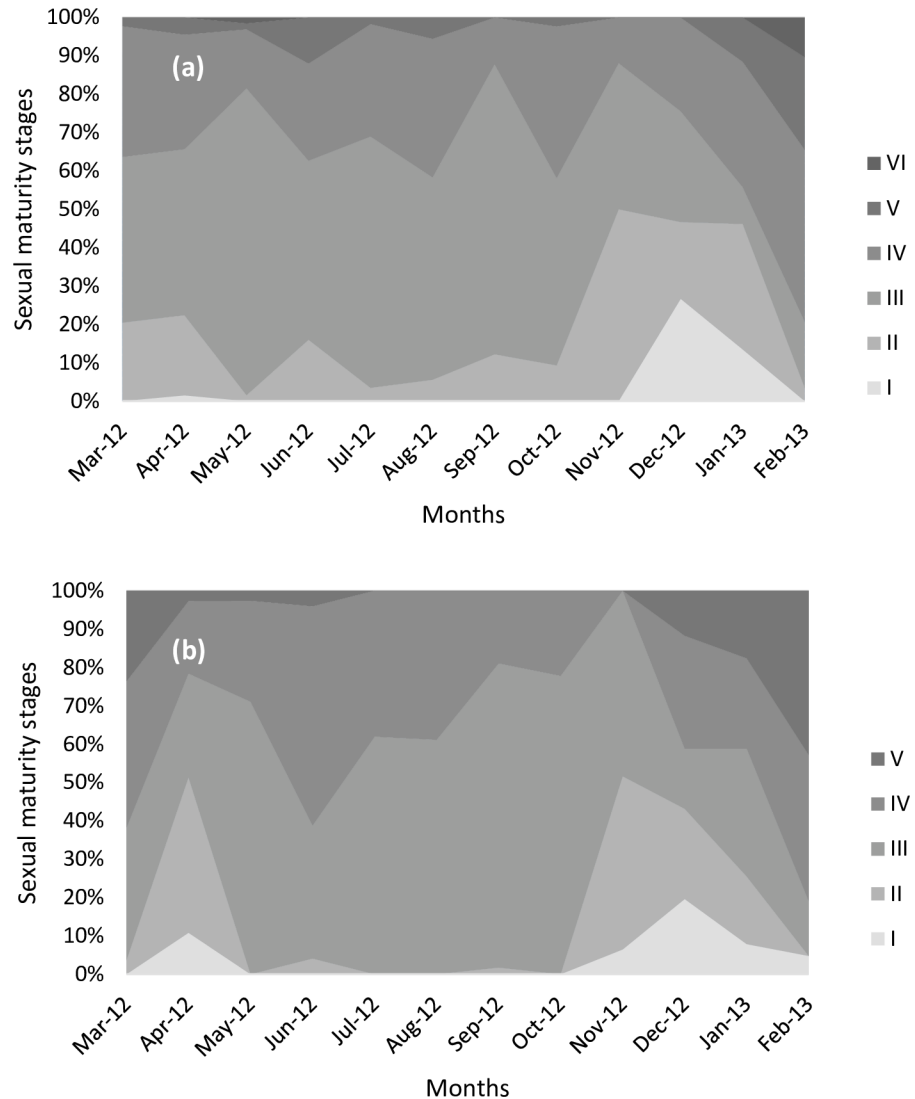 100%
90%
80%
70%
60%
50%
40%
30%
20%
10%
0%
Sexual maturity stages
(a)
VI
V
IV
III
II
I
Mar-12
Apr-12
May-12
Jun-12
Jul-12
Aug-12
Sep-12
Oct-12
Nov-12
Dec-12
Jan-13
Feb-13
Months
100%
90%
80%
70%
60%
50%
40%
30%
20%
10%
0%
Sexual maturity stages
(b)
V
IV
III
II
I
Mar-12
Apr-12
May-12
Jun-12
Jul-12
Aug-12
Sep-12
Oct-12
Nov-12
Dec-12
Jan-13
Feb-13
Months